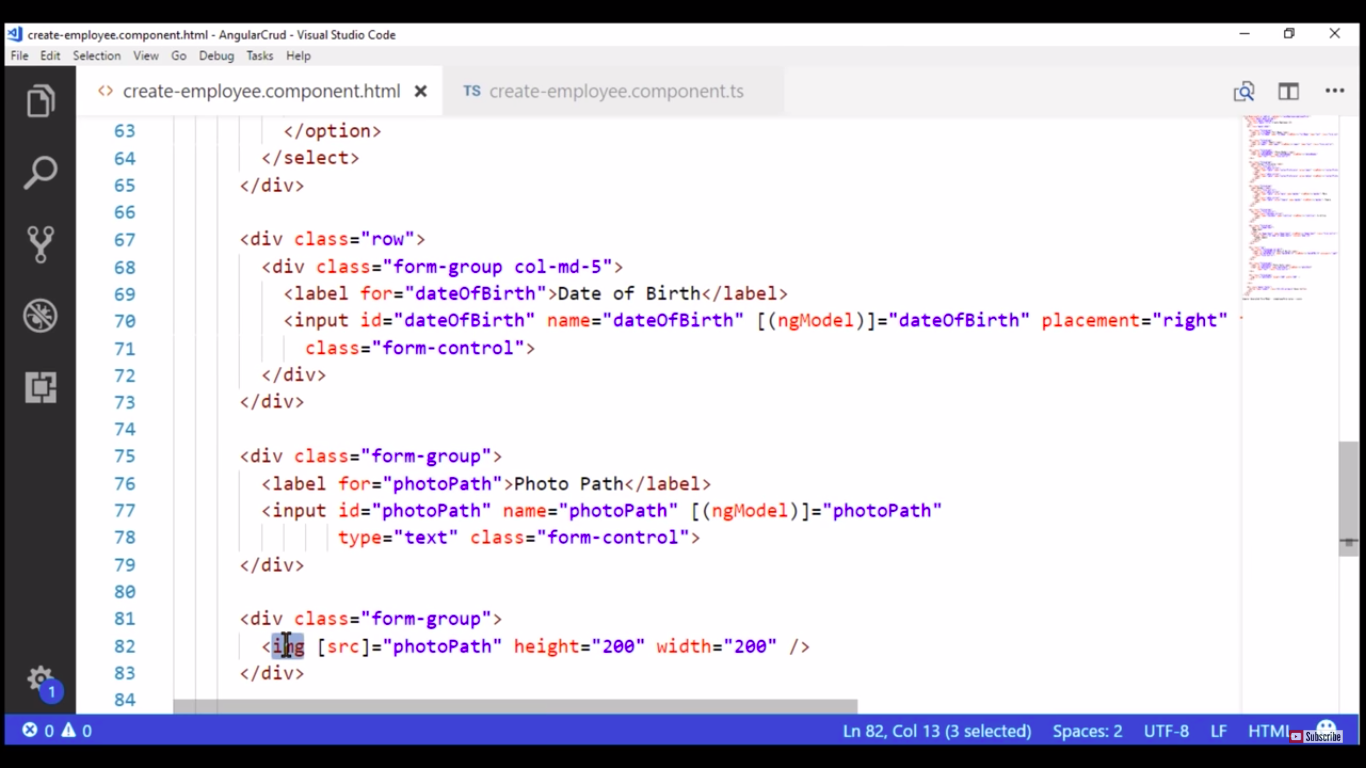 create-employee.component.html - AngularCrud - Visual Studio Code
File Edit Selection View Go Debug Tasks Help
<> create-employee.component.html × TS create-employee.component.ts
63 </option>
64 </select>
65 </div>
66
67 <div class="row">
68 <div class="form-group col-md-5">
69 <label for="dateOfBirth">Date of Birth</label>
70 <input id="dateOfBirth" name="dateOfBirth" [(ngModel)]="dateOfBirth" placement="right"
71 class="form-control">
72 </div>
73 </div>
74
75 <div class="form-group">
76 <label for="photoPath">Photo Path</label>
77 <input id="photoPath" name="photoPath" [(ngModel)]="photoPath"
78 type="text" class="form-control">
79 </div>
80
81 <div class="form-group">
82 <img [src]="photoPath" height="200" width="200" />
83 </div>
84
1
0 0 Ln 82, Col 13 (3 selected) Spaces: 2 UTF-8 LF HTML
Subscribe